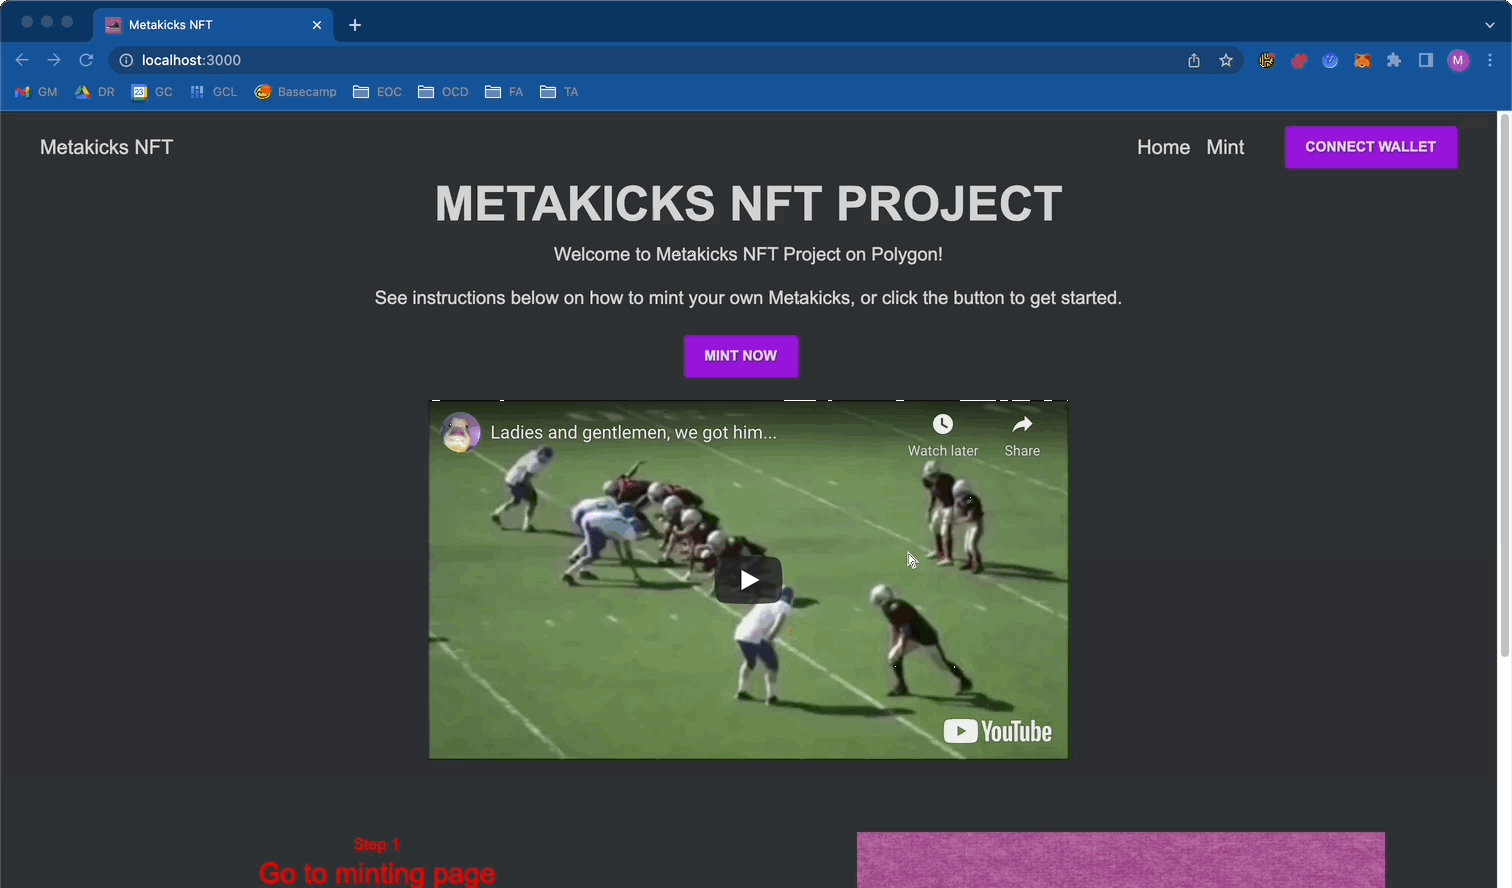 Metakicks NFT
localhost:3000
M
GM
DR
23
GC
GCL
Basecamp
EOC
OCD
FA
TA
Metakicks NFT
Home
Mint
CONNECT WALLET
METAKICKS NFT PROJECT
Welcome to Metakicks NFT Project on Polygon!
See instructions below on how to mint your own Metakicks, or click the button to get started.
MINT NOW
Ladies and gentlemen, we got him...
Watch later
Share
YouTube
Step 1
Go to minting page